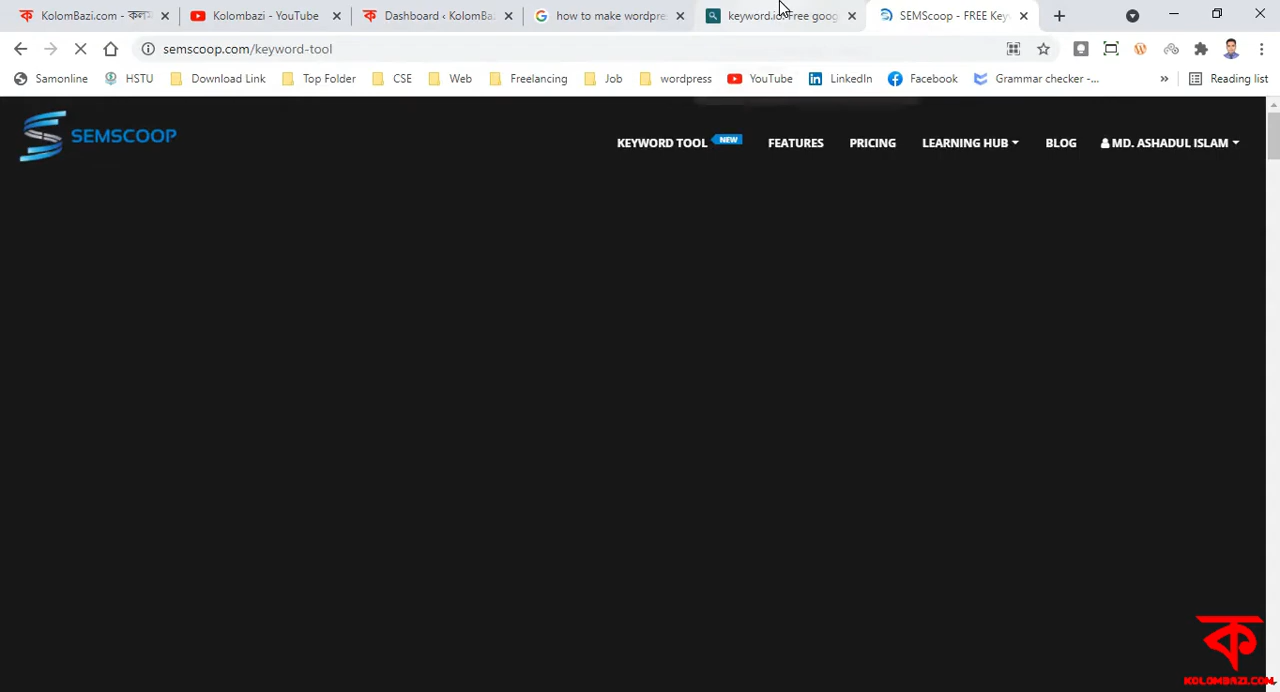 KolomBazi.com - কলম
Kolombazi - YouTube
Dashboard ‹ KolomBa
how to make wordpre
keyword.io Free goog
SEMScoop - FREE Key
semscoop.com/keyword-tool
Samonline
HSTU
Download Link
Top Folder
CSE
Web
Freelancing
Job
wordpress
YouTube
LinkedIn
Facebook
Grammar checker -...
»
Reading list
SEMSCOOP
KEYWORD TOOL NEW
FEATURES
PRICING
LEARNING HUB
BLOG
MD. ASHADUL ISLAM
ক
KOLOMBAZI.COM